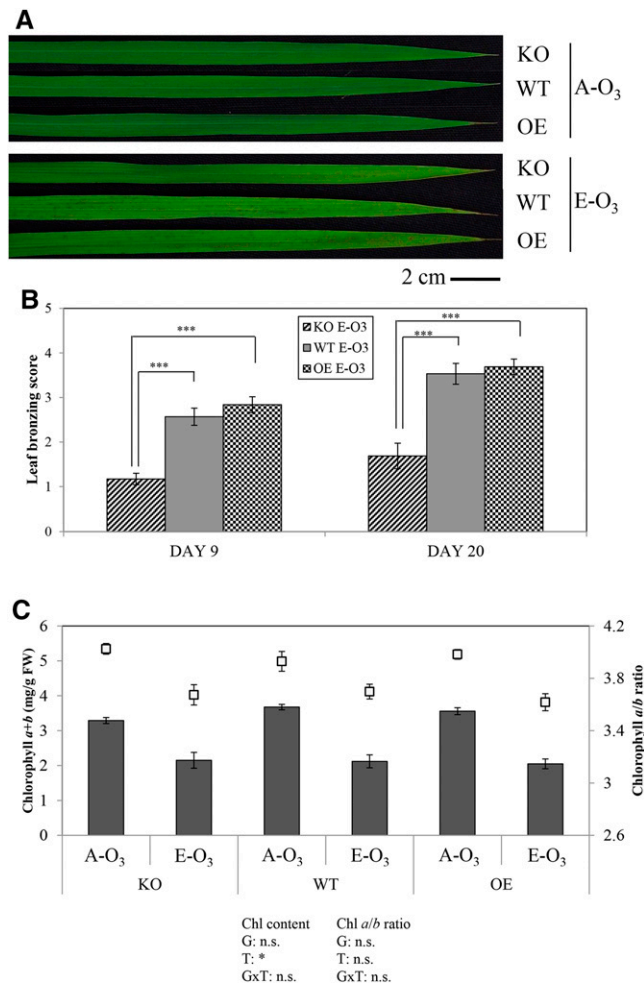 A
KO
WT
OE
A-O₃
KO
WT
OE
E-O₃
2 cm
B
Leaf bronzing score
5
4
3
2
1
0
***
***
***
***
KO E-O3
WT E-O3
OE E-O3
DAY 9
DAY 20
C
Chlorophyll a+b (mg/g FW)
6
5
4
3
2
1
0
4.2
3.8
3.4
3
2.6
Chlorophyll a/b ratio
A-O₃ E-O₃ A-O₃ E-O₃ A-O₃ E-O₃
KO WT OE
Chl content Chl a/b ratio
G: n.s. G: n.s.
T: * T: n.s.
GxT: n.s. GxT: n.s.